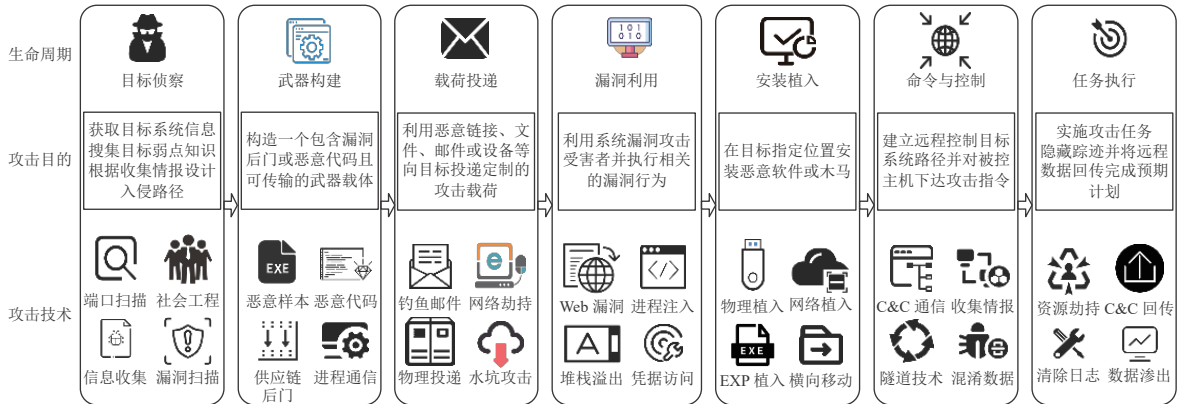 生命周期
目标侦察
武器构建
载荷投递
漏洞利用
安装植入
命令与控制
任务执行
攻击目的
获取目标系统信息
搜集目标弱点知识
根据收集情报设计
入侵路径
构造一个包含漏洞
后门或恶意代码且
可传输的武器载体
利用恶意链接、文
件、邮件或设备等
向目标投递定制的
攻击载荷
利用系统漏洞攻击
受害者并执行相关
的漏洞行为
在目标指定位置安
装恶意软件或木马
建立远程控制目标
系统路径并对被控
主机下达攻击指令
实施攻击任务
隐藏踪迹并将远程
数据回传完成预期
计划
攻击技术
端口扫描
社会工程
信息收集
漏洞扫描
EXE
恶意样本
恶意代码
供应链
后门
进程通信
钓鱼邮件
e
网络劫持
物理投递
水坑攻击
101
010
Web 漏洞
</>
进程注入
A
堆栈溢出
凭据访问
物理植入
网络植入
EXE
EXP 植入
横向移动
C&C 通信
收集情报
隧道技术
混淆数据
资源劫持
C&C 回传
清除日志
数据渗出